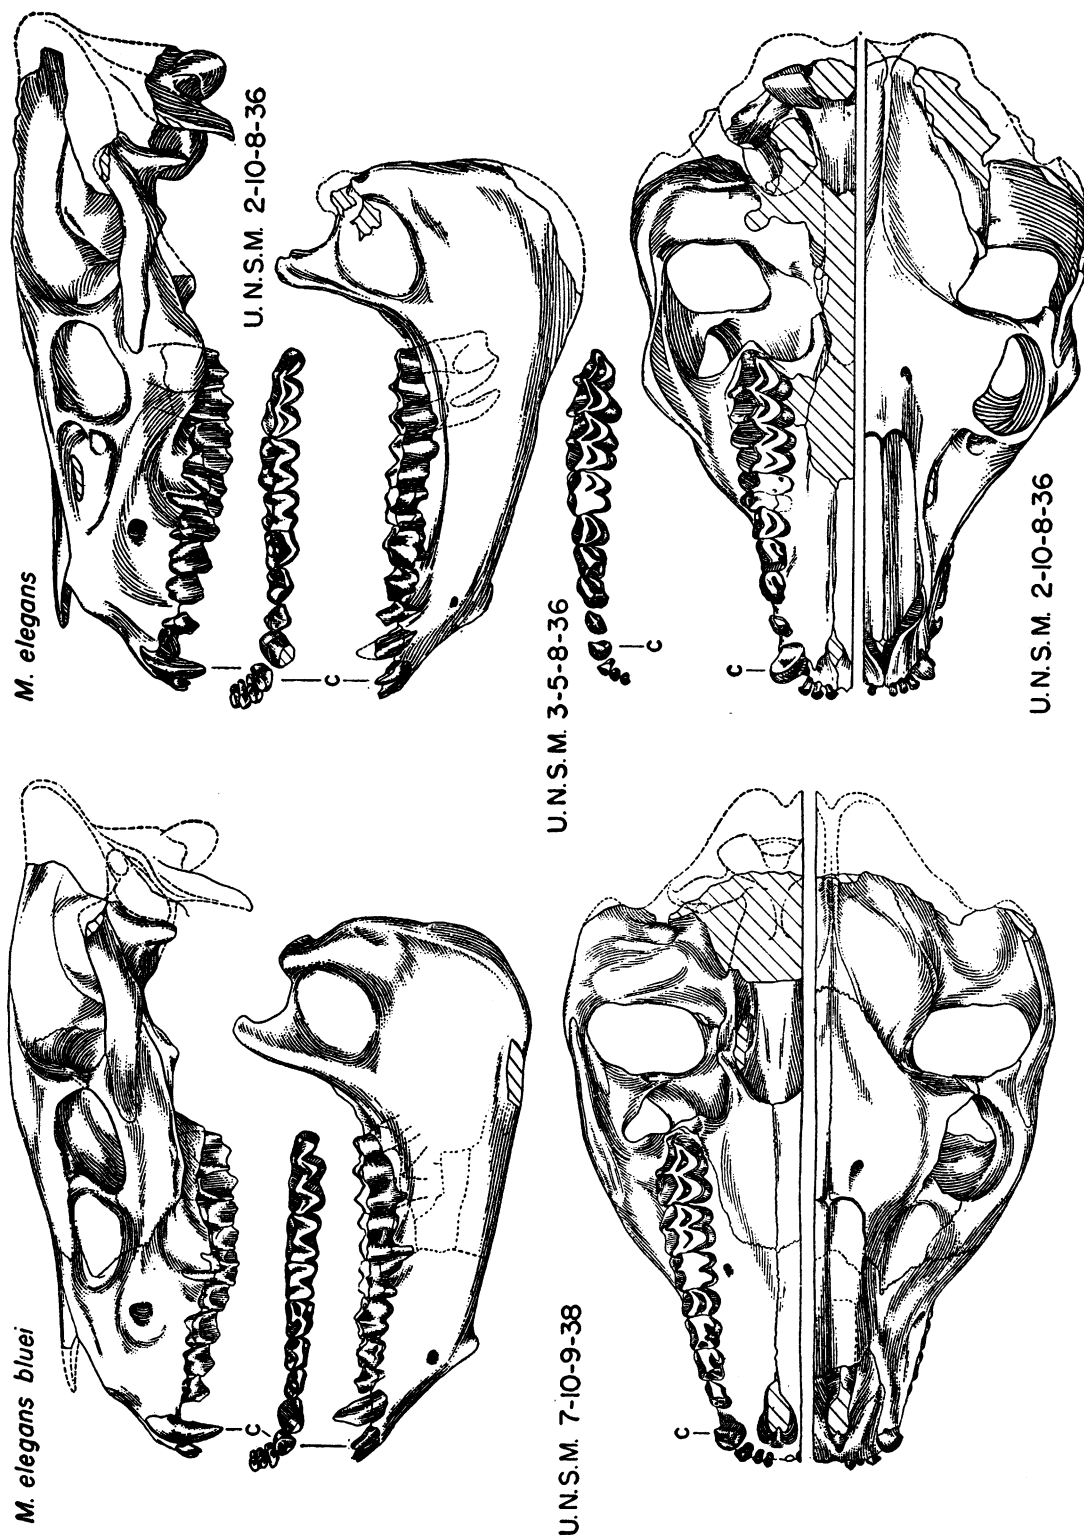 M. elegans bluei
M. elegans
U.N.S.M. 2-10-8-36
C
C
U.N.S.M. 3-5-8-36
C
U.N.S.M. 7-10-9-38
C
C
U.N.S.M. 2-10-8-36